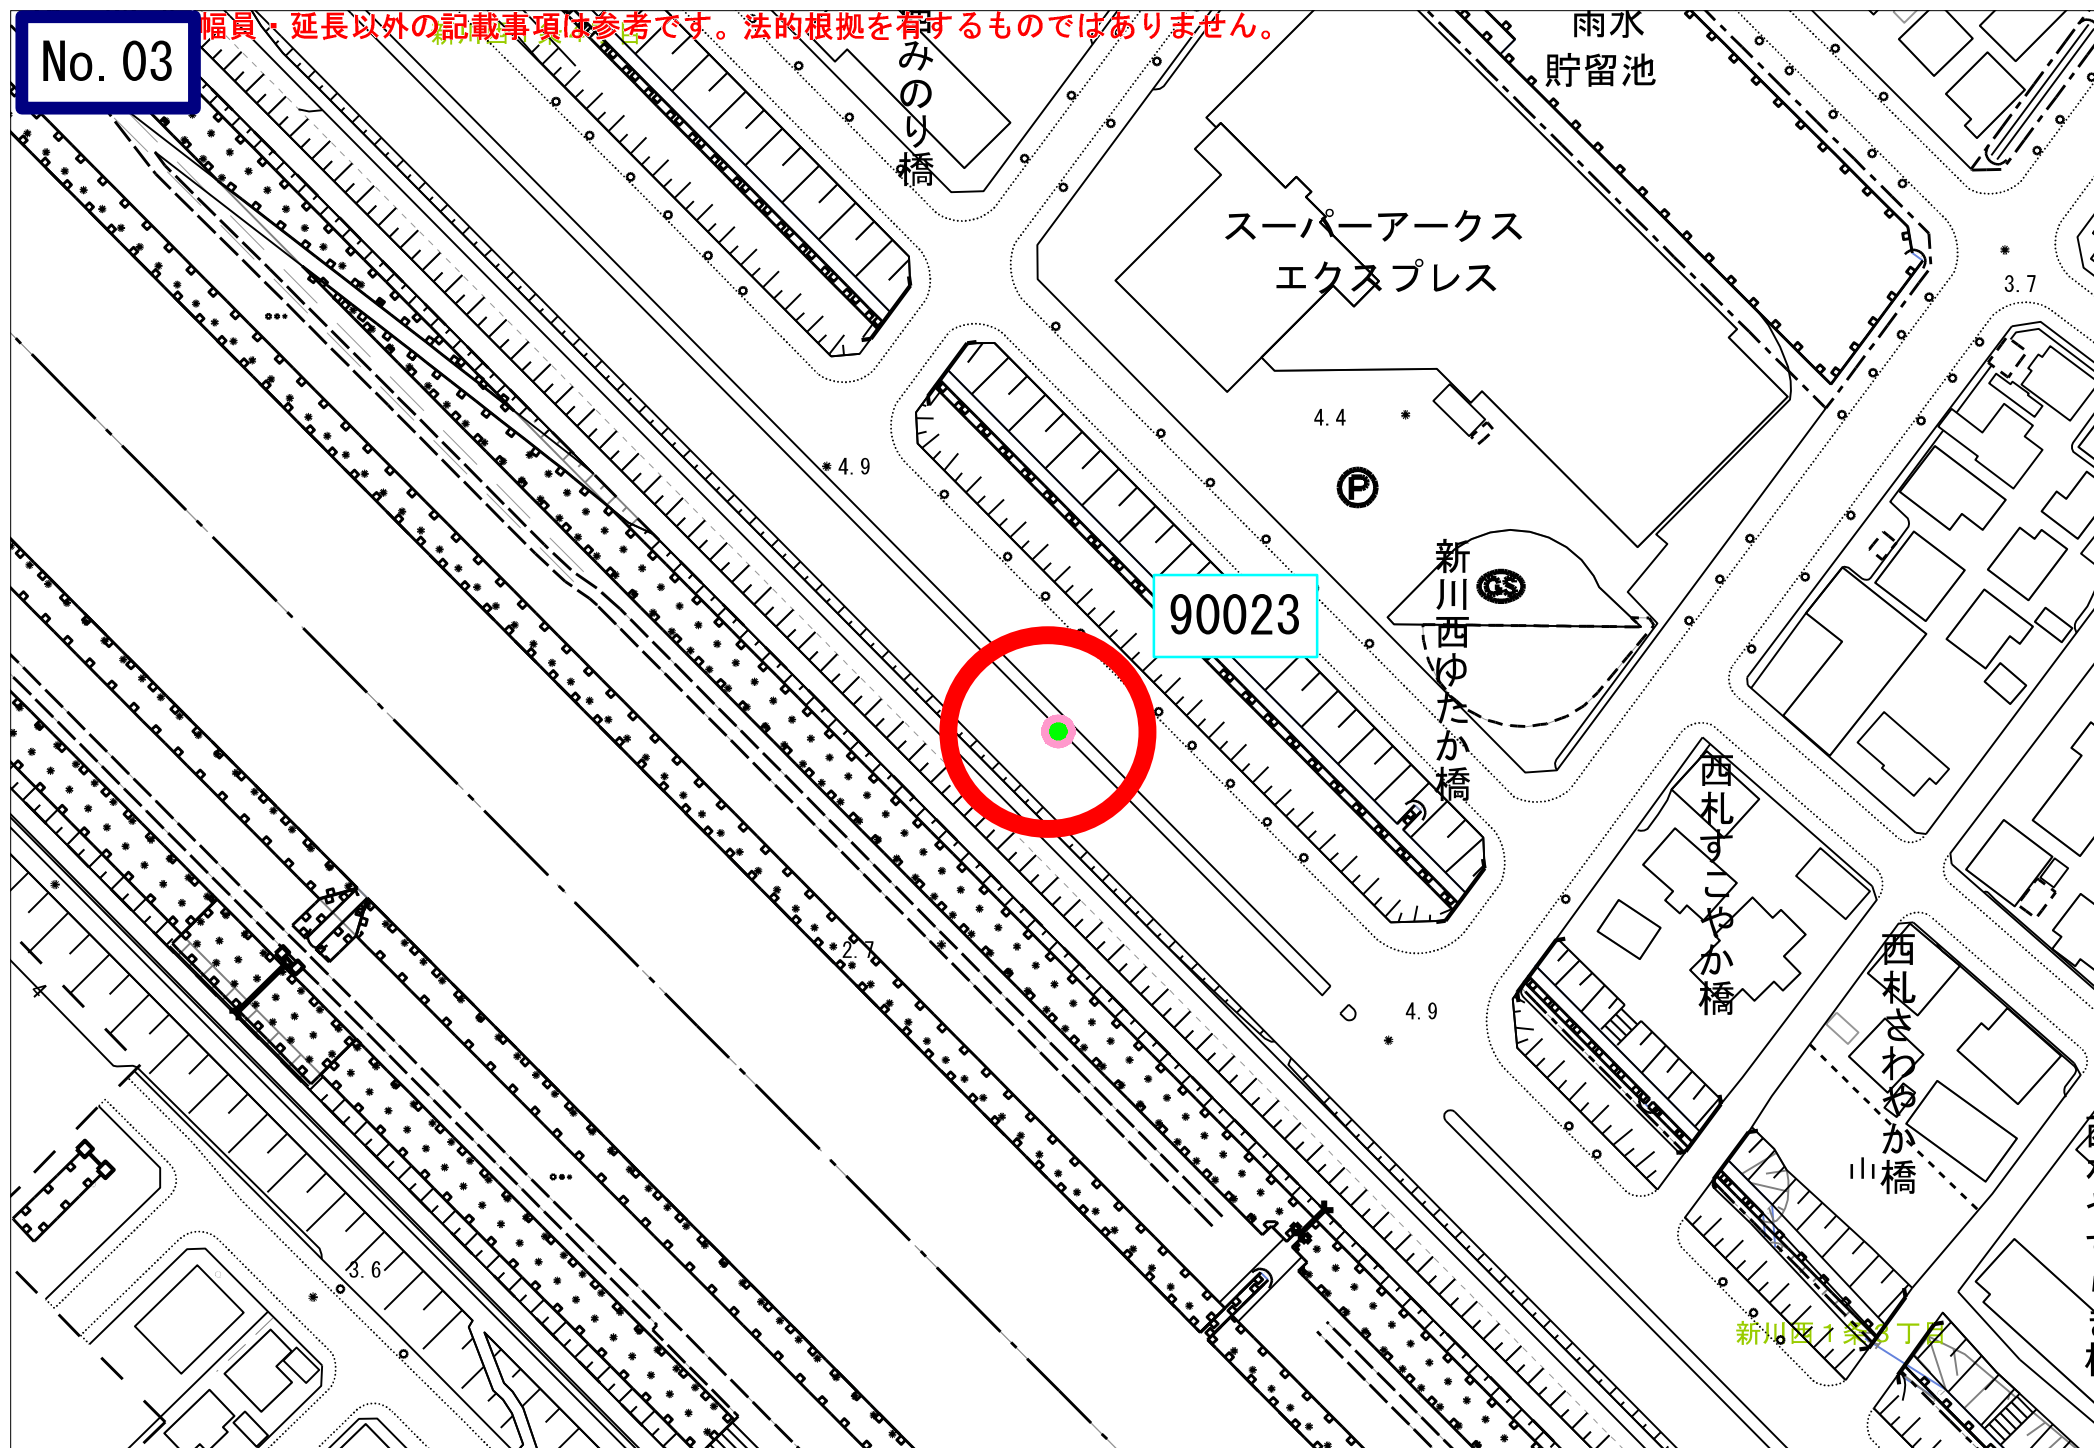 No. 03
幅員・延長以外の記載事項は参考です。法的根拠を有するものではありません。
みのり橋
雨水
貯留池
スーパーアークス
エクスプレス
3.7
4.4
4.9
P
新川西ゆたか橋
GS
90023
西札すこやか橋
西札さわやか橋
2.7
4.9
3.6
新川西1条3丁目